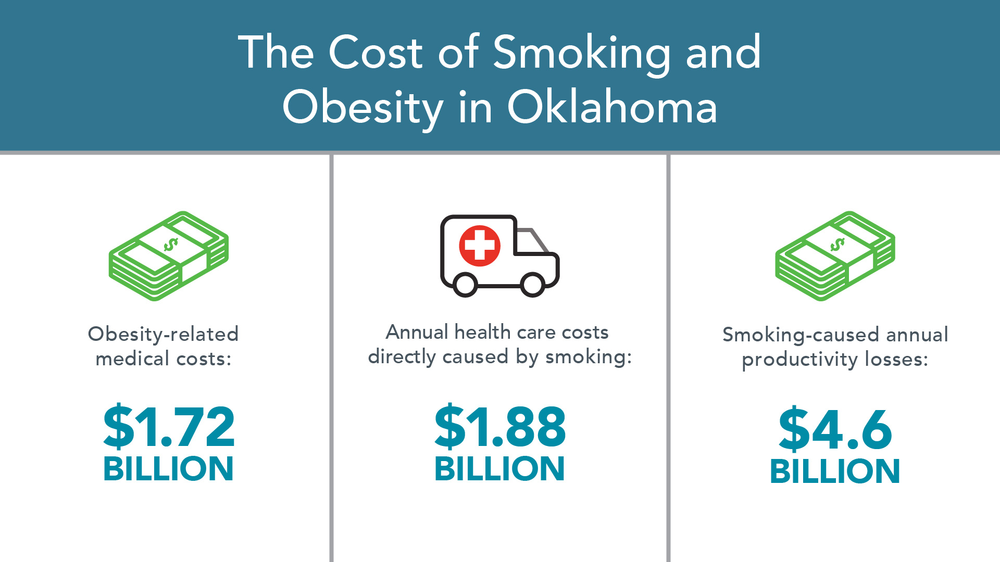 The Cost of Smoking and
Obesity in Oklahoma
$
Obesity-related
medical costs:
$1.72
BILLION
Annual health care costs
directly caused by smoking:
$1.88
BILLION
$
Smoking-caused annual
productivity losses:
$4.6
BILLION